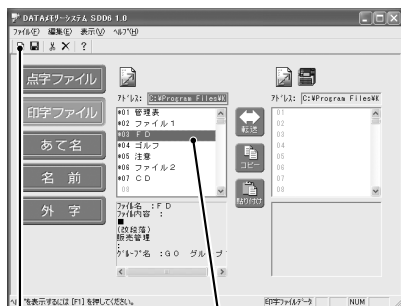 DATAメモリーシステム SDD6 1.0
ファイル(F) 編集(E) 表示(V) ヘルプ(H)
点字ファイル
印字ファイル
あて名
名前
外字
アドレス: C:¥Program Files¥K
*01 管理表
*02 ファイル1
*03 FD
*04 ゴルフ
*05 注意
*06 ファイル2
*07 CD
08
ファイル名 :FD
ファイル内容 :
■
(改段落)
販売管理
■
グループ名 :GO グル プ
転送
コピー
貼り付け
アドレス: C:¥Program Files¥K
01
02
03
04
05
06
07
08
を表示するには [F1] を押してください。
印字ファイルデータ
NUM